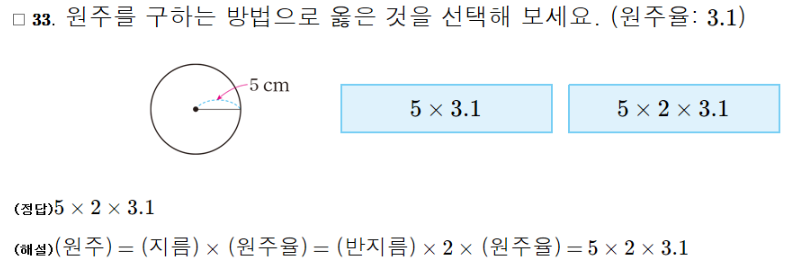 □ 33. 원주를 구하는 방법으로 옳은 것을 선택해 보세요. (원주율: 3.1)
5 cm
5 × 3.1
5 × 2 × 3.1
(정답)5 × 2 × 3.1
(해설)(원주) = (지름) × (원주율) = (반지름) × 2 × (원주율) = 5 × 2 × 3.1